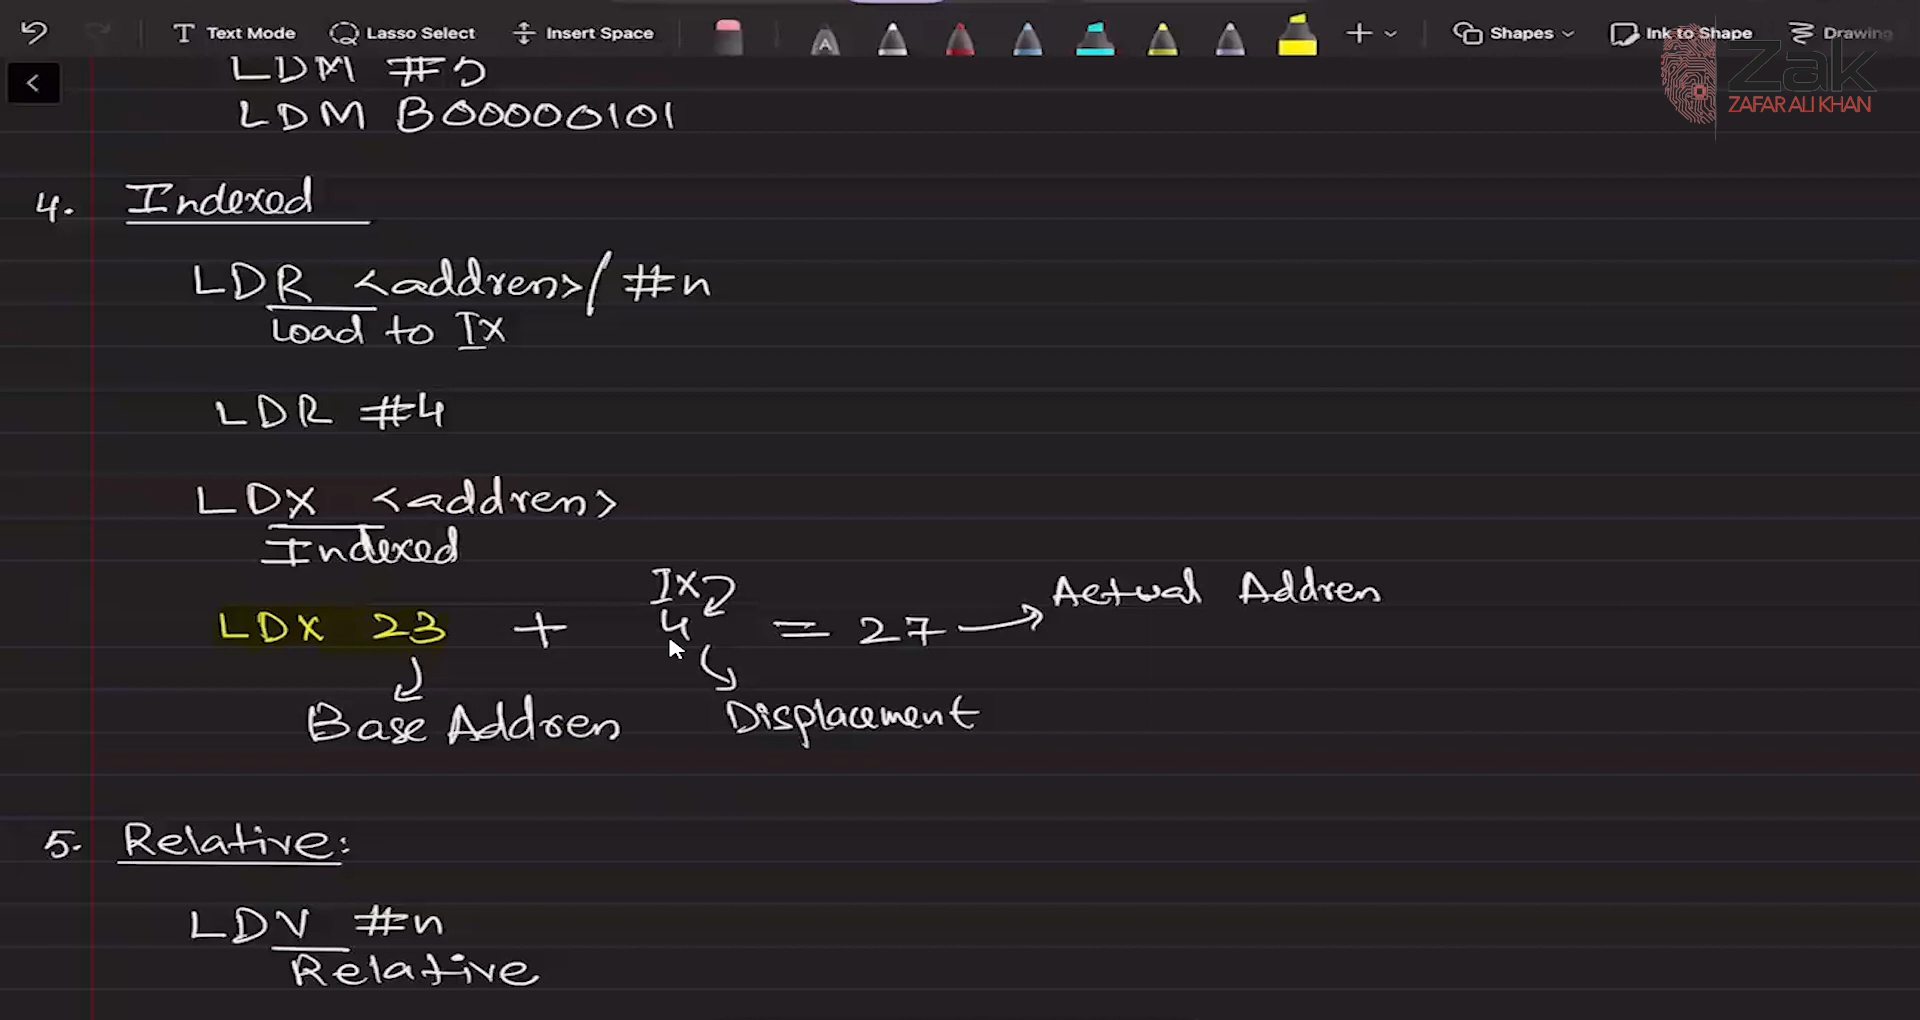 Text Mode Lasso Select Insert Space Shapes Ink to Shape Drawing
Zak
ZAFAR ALI KHAN
LDM #5
LDM B00000101
4. Indexed
LDR <address>/#n
Load to IX
LDR #4
LDX <address>
Indexed
IX
Actual Address
LDX 23 + 4 = 27
Base Address Displacement
5. Relative:
LDV #n
Relative